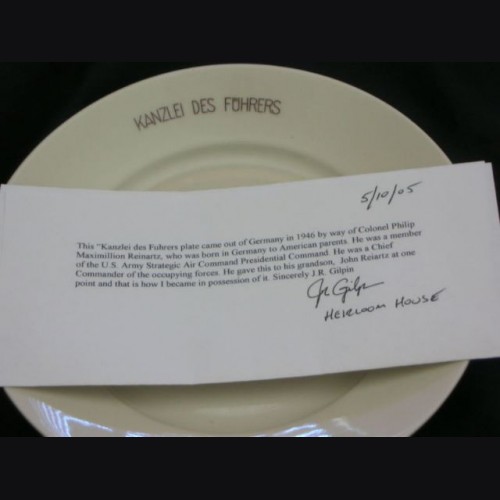 KANZLEI DES FÜHRERS
5/10/05
This "Kanzlei des Fuhrers plate came out of Germany in 1946 by way of Colonel Philip
Maximillion Reinartz, who was born in Germany to American parents. He was a member
of the U.S. Army Strategic Air Command Presidential Command. He was a Chief
Commander of the occupying forces. He gave this to his grandson, John Reiartz at one
point and that is how I became in possession of it. Sincerely J.R. Gilpin
HEIRLOOM HOUSE